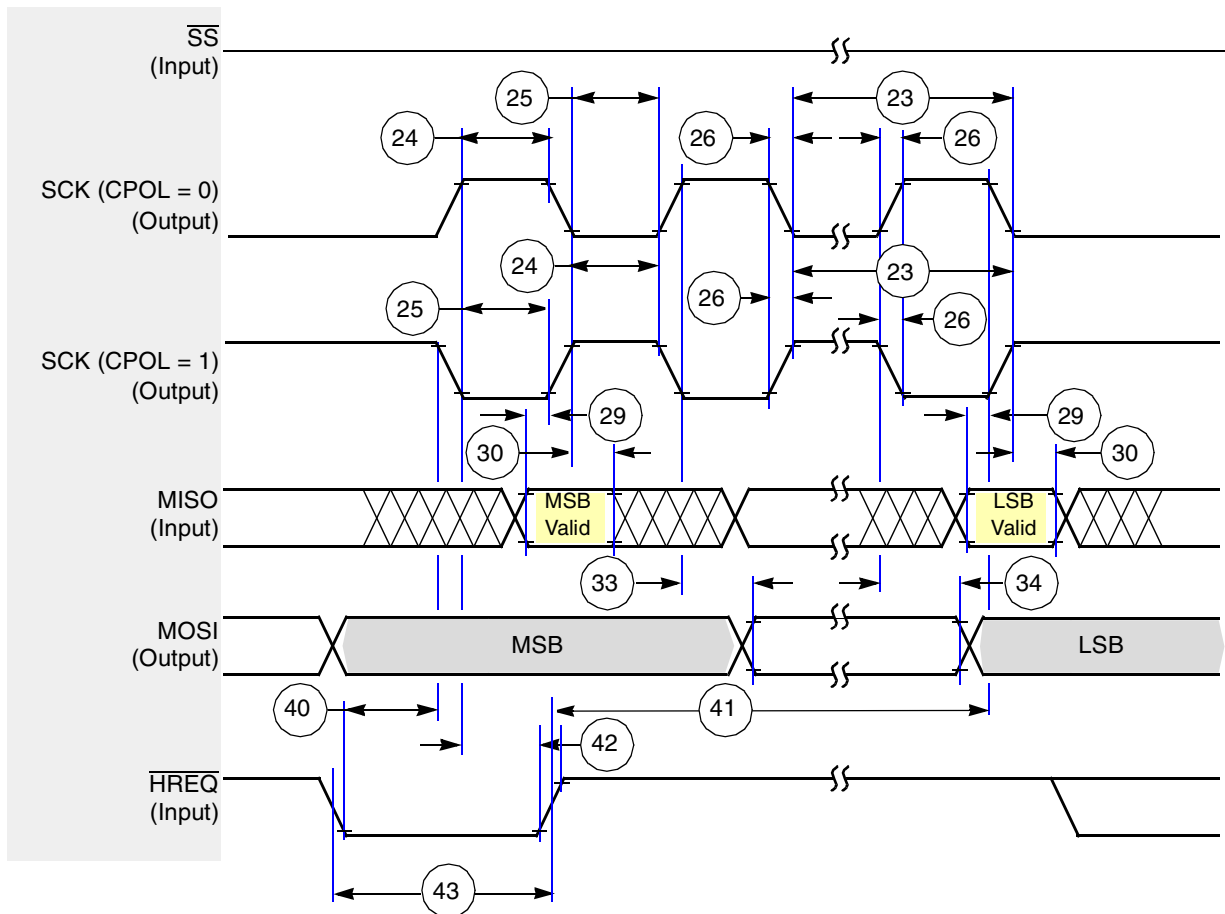 SS
(Input)
25
23
24
26
26
SCK (CPOL = 0)
(Output)
24
23
25
26
26
SCK (CPOL = 1)
(Output)
29
29
30
30
MISO
(Input)
MSB
Valid
LSB
Valid
33
34
MOSI
(Output)
MSB
LSB
40
41
42
HREQ
(Input)
43